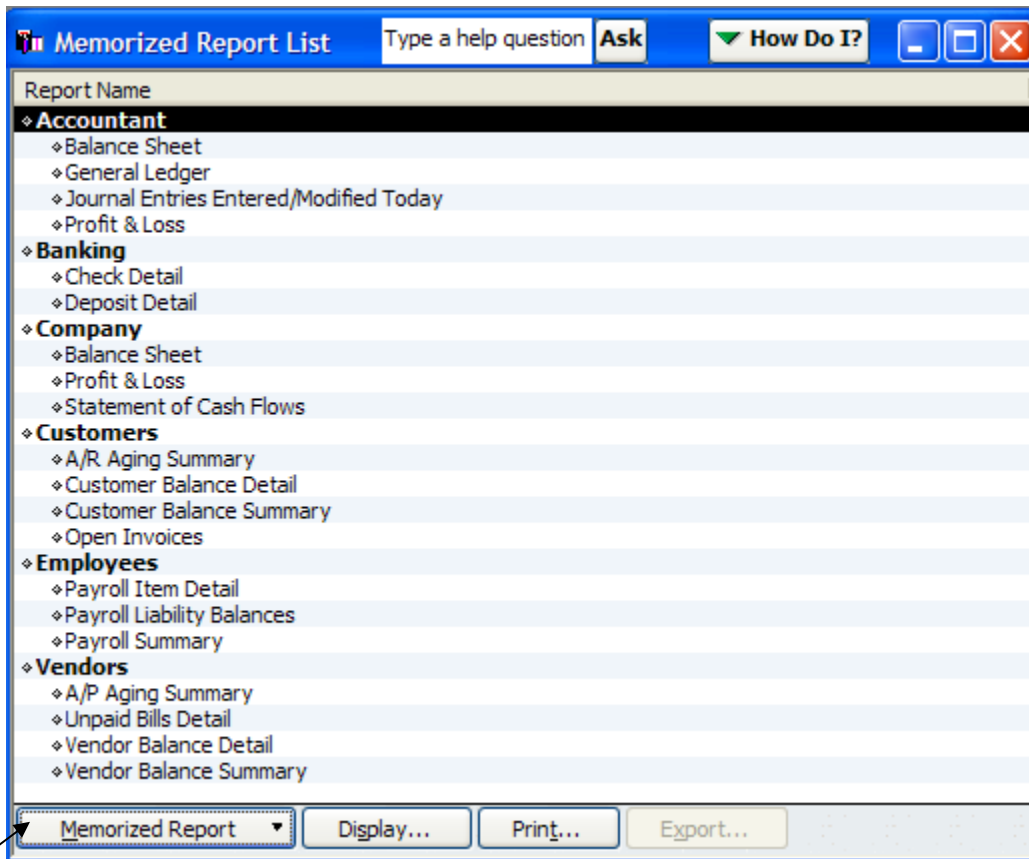 Memorized Report List Type a help question Ask How Do I?
Report Name
Accountant
Balance Sheet
General Ledger
Journal Entries Entered/Modified Today
Profit & Loss
Banking
Check Detail
Deposit Detail
Company
Balance Sheet
Profit & Loss
Statement of Cash Flows
Customers
A/R Aging Summary
Customer Balance Detail
Customer Balance Summary
Open Invoices
Employees
Payroll Item Detail
Payroll Liability Balances
Payroll Summary
Vendors
A/P Aging Summary
Unpaid Bills Detail
Vendor Balance Detail
Vendor Balance Summary
Memorized Report Display... Print... Export...